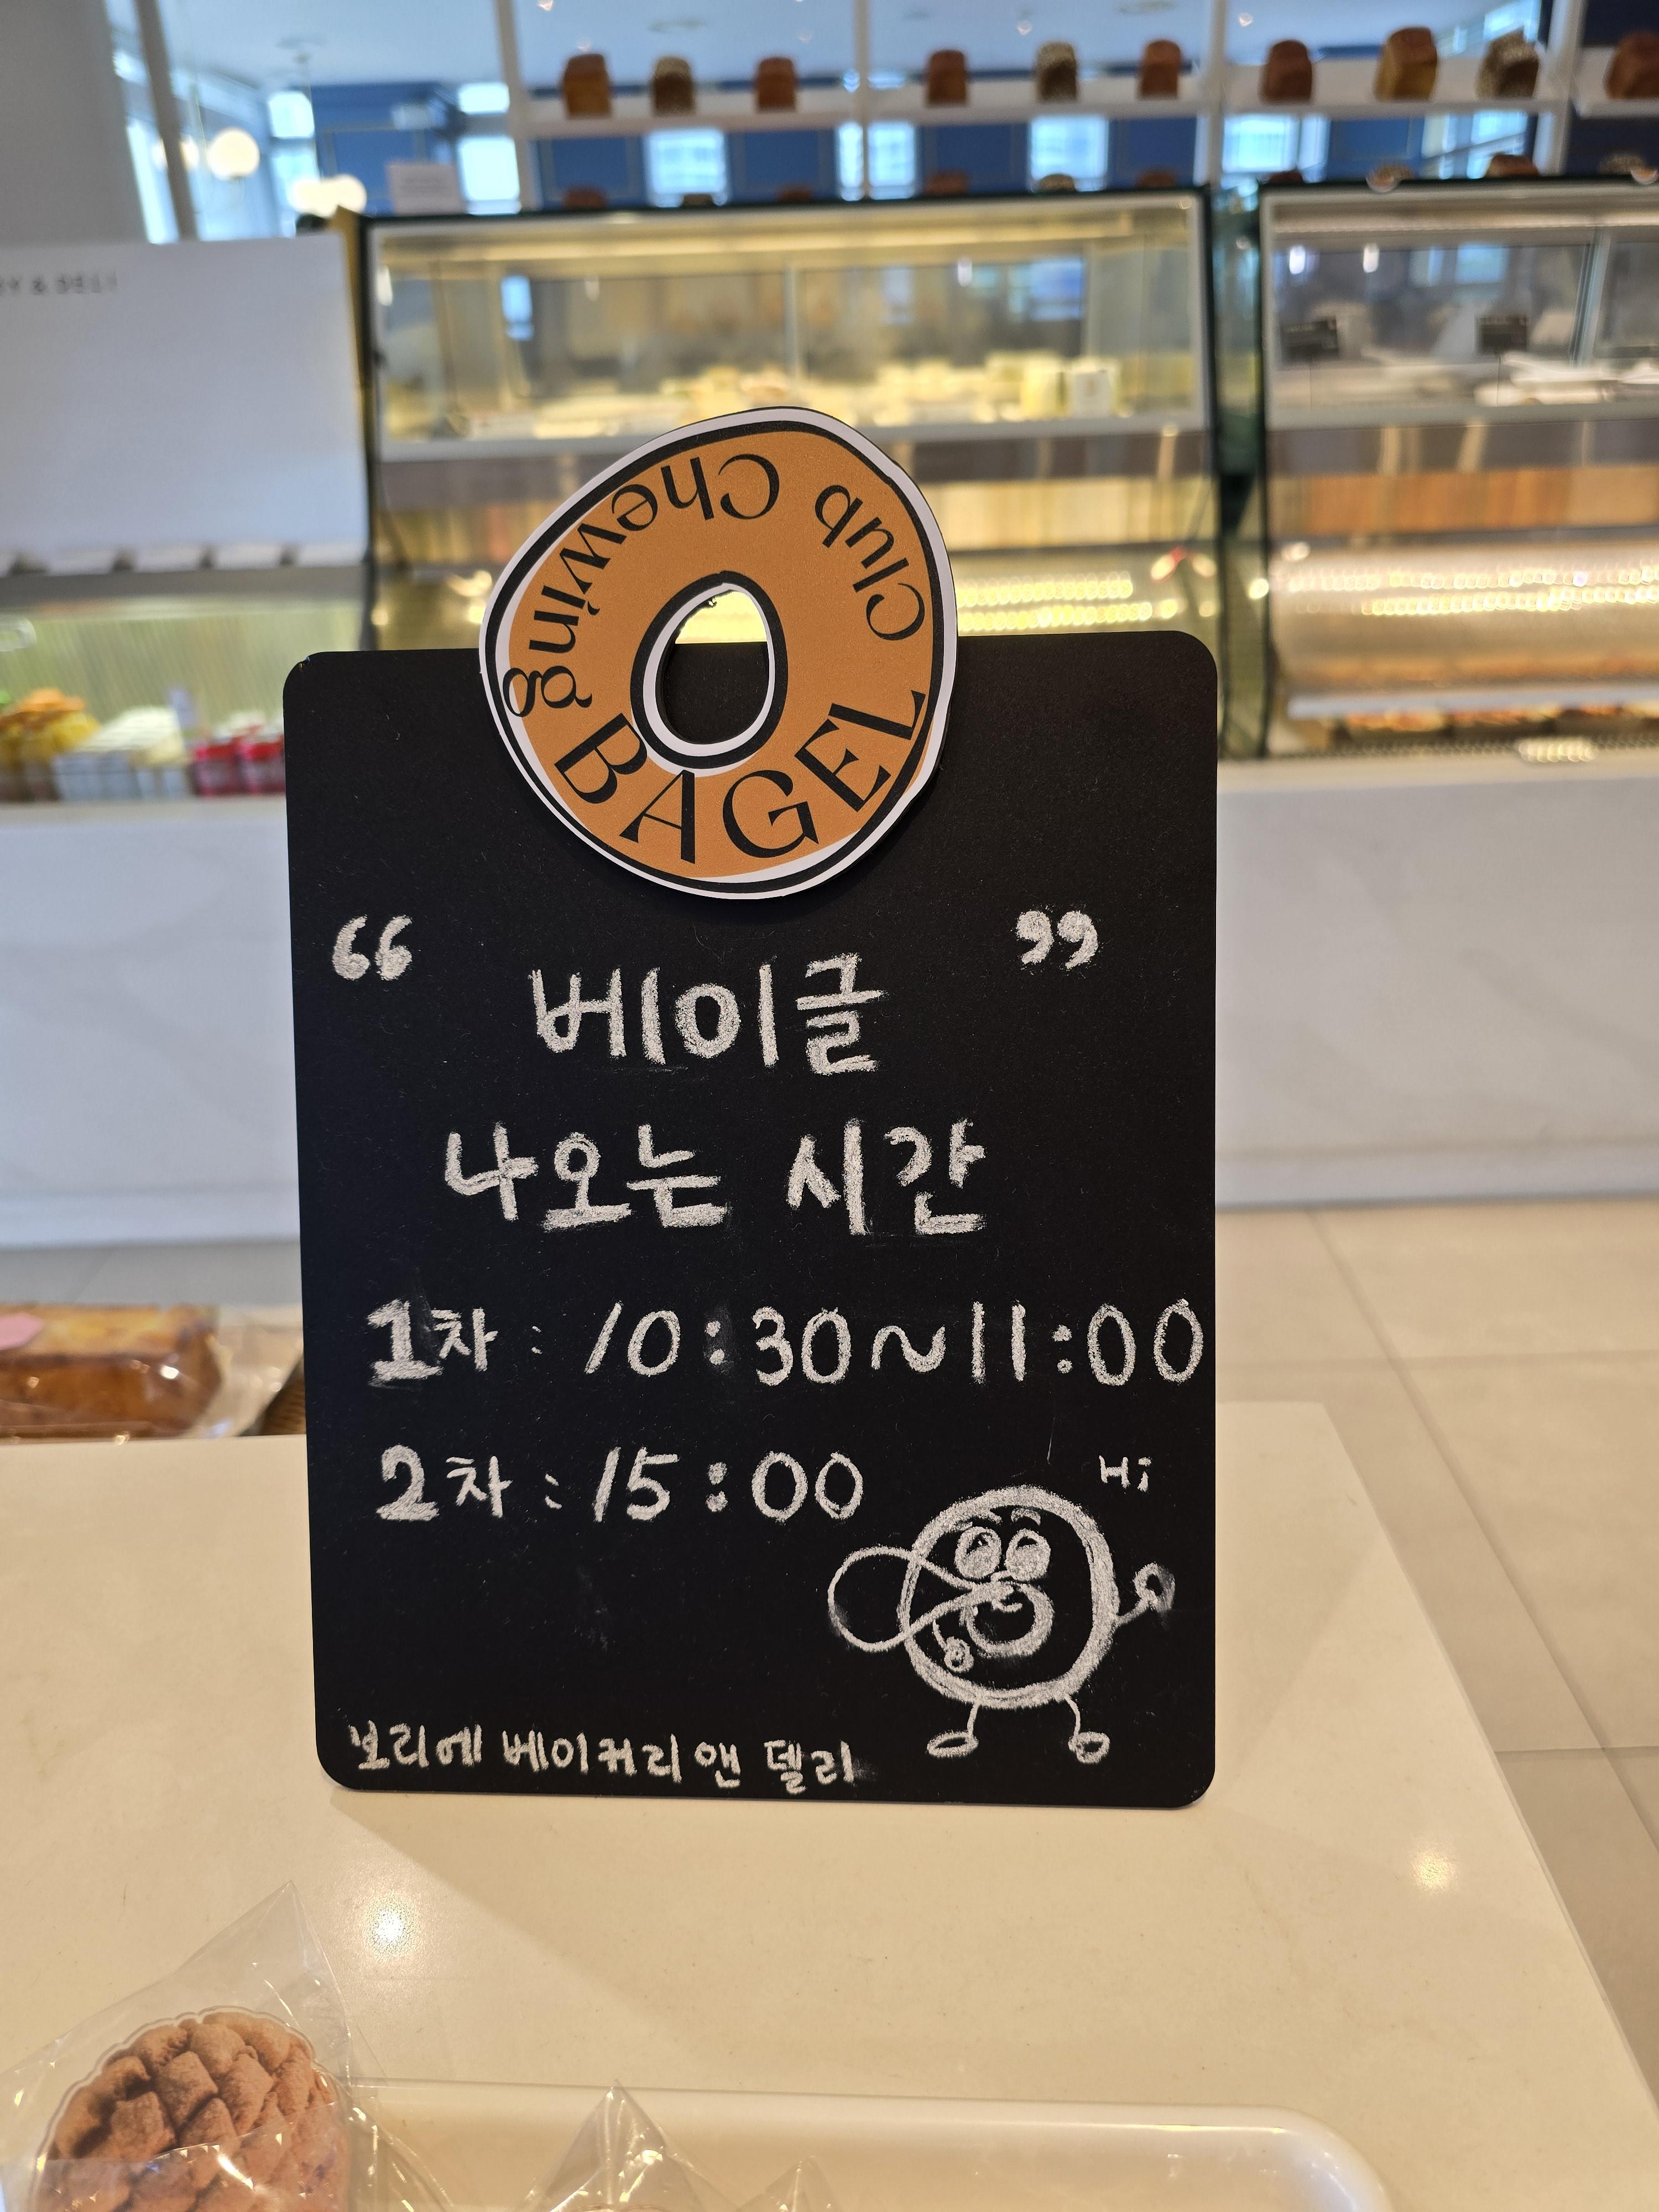 Y & DELI
Club Chewing
BAGEL
“ 베이글 ”
나오는 시간
1차 : 10:30~11:00
2차 : 15:00
Hi
보리에 베이커리앤 델리